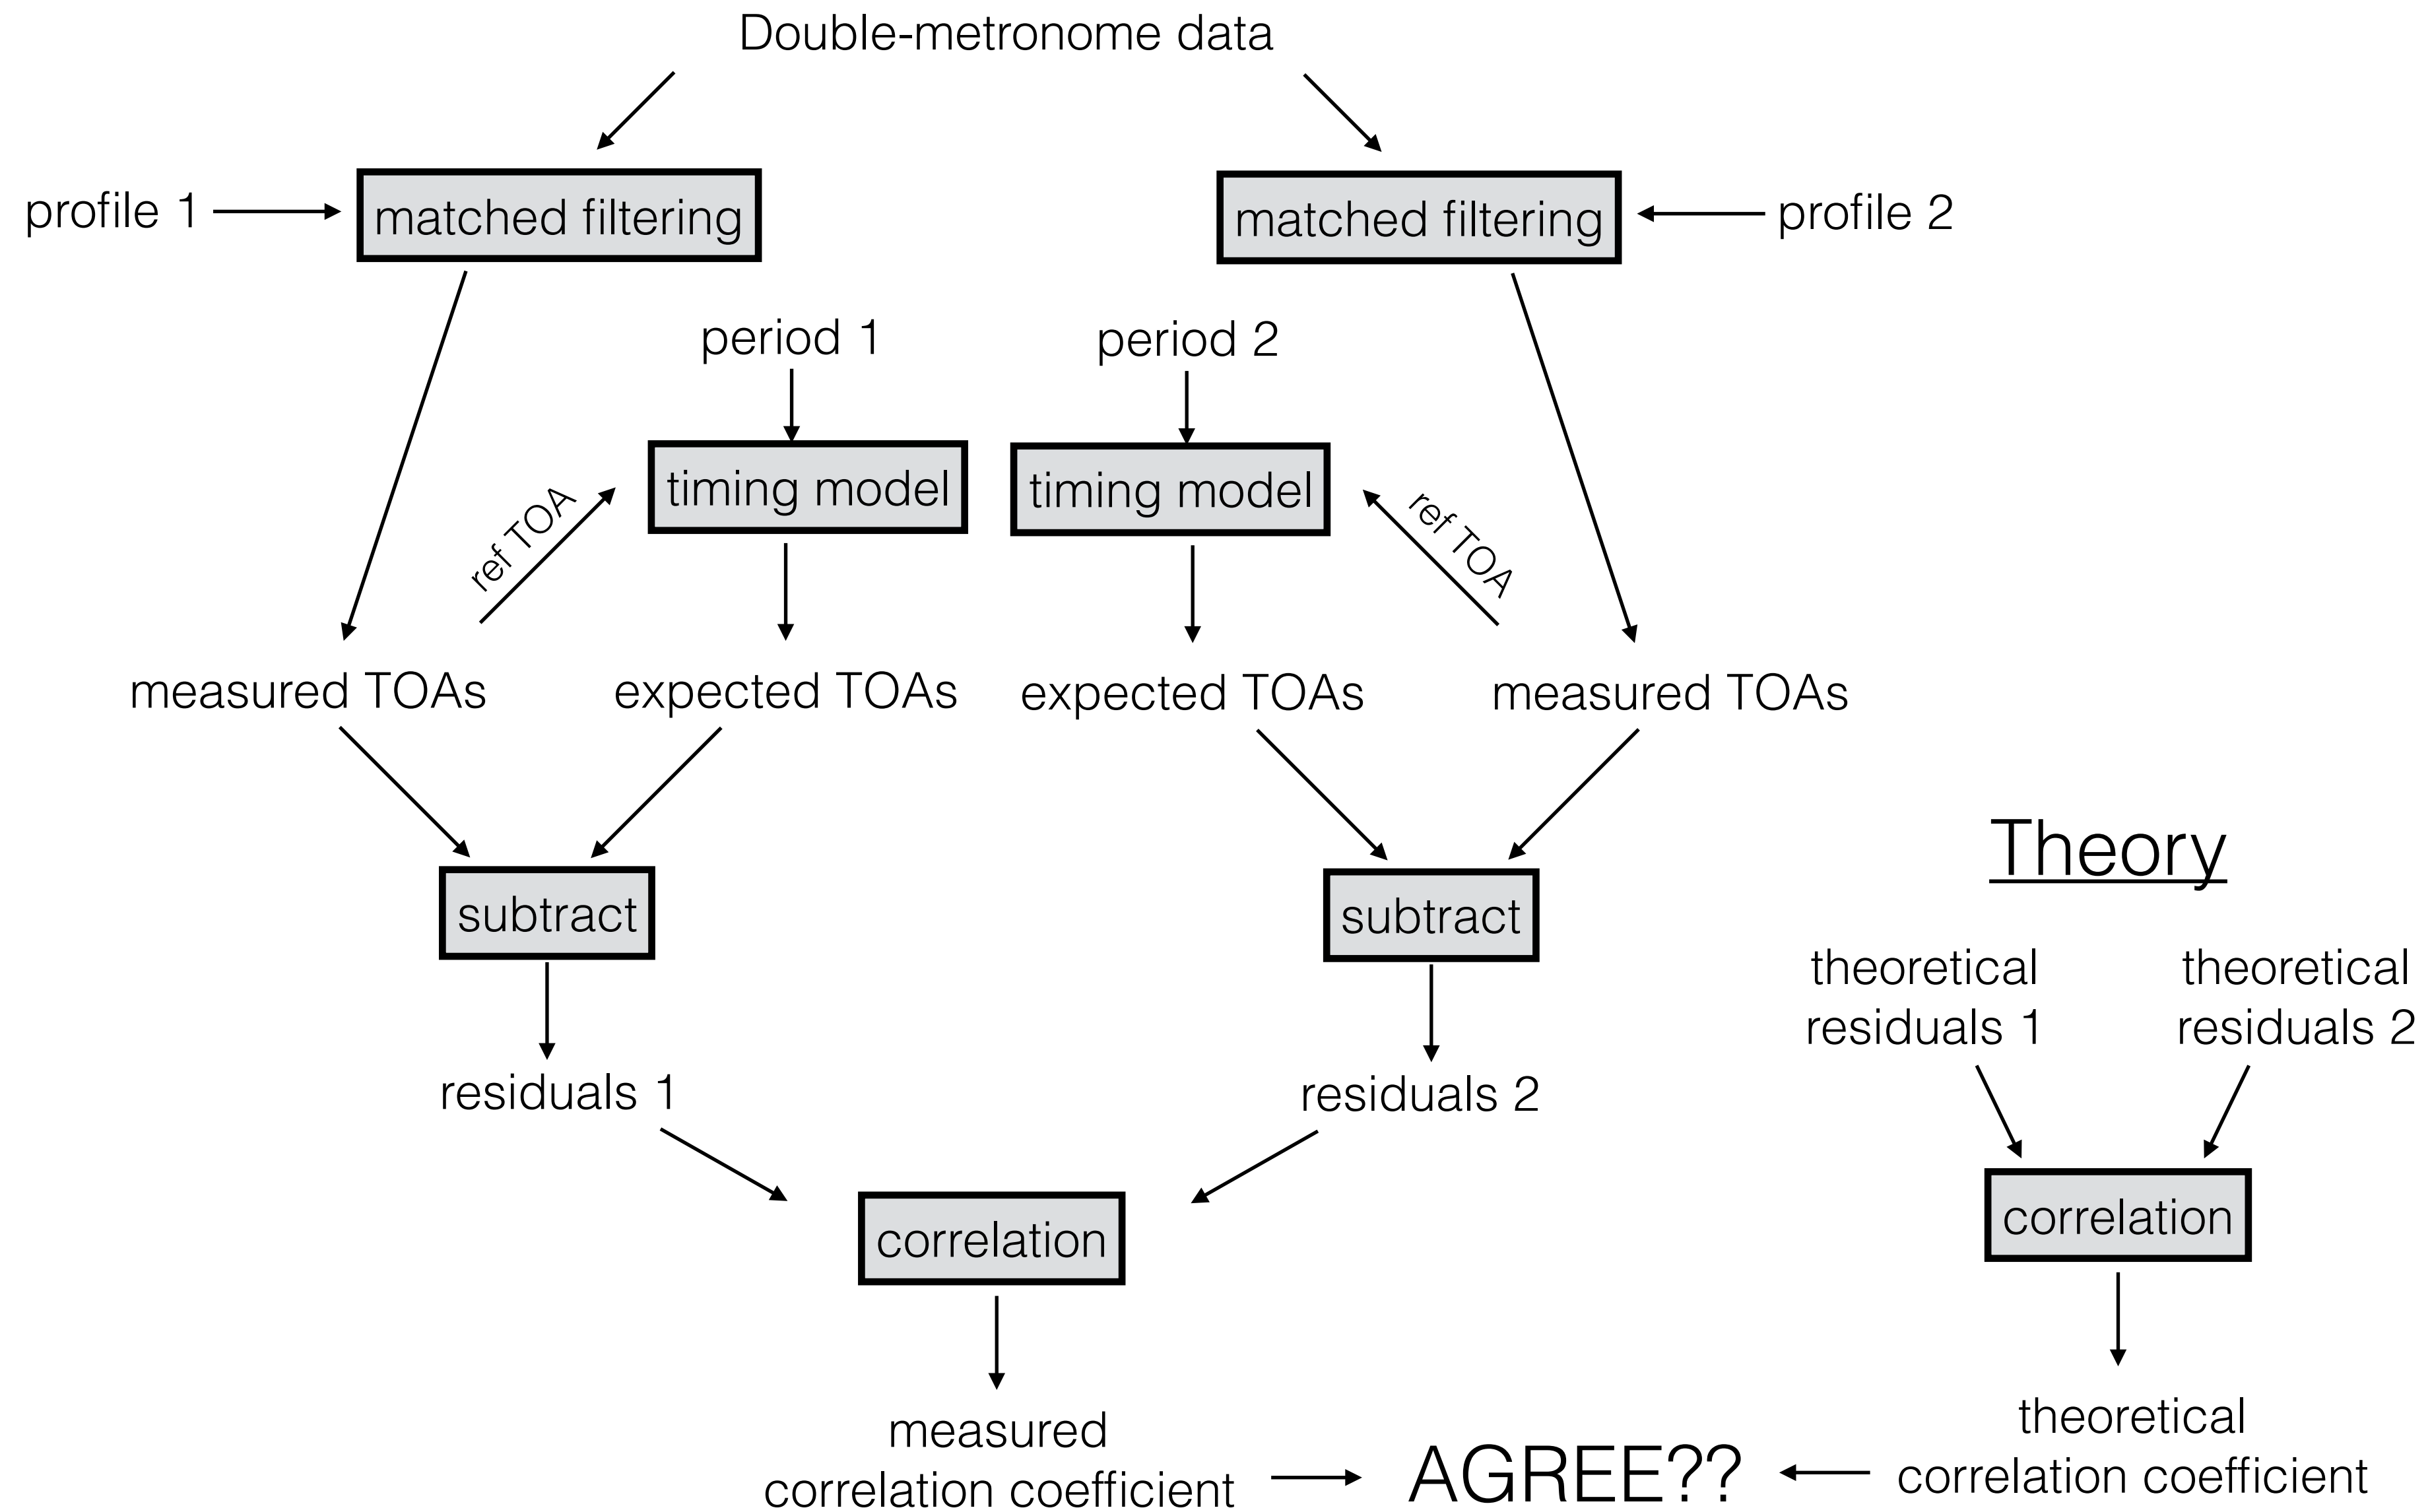 Double-metronome data
profile 1
matched filtering
matched filtering
profile 2
period 1
period 2
timing model
timing model
ref TOA
ref TOA
measured TOAs
expected TOAs
expected TOAs
measured TOAs
subtract
subtract
Theory
theoretical
residuals 1
theoretical
residuals 2
residuals 1
residuals 2
correlation
correlation
measured
correlation coefficient
AGREE??
theoretical
correlation coefficient